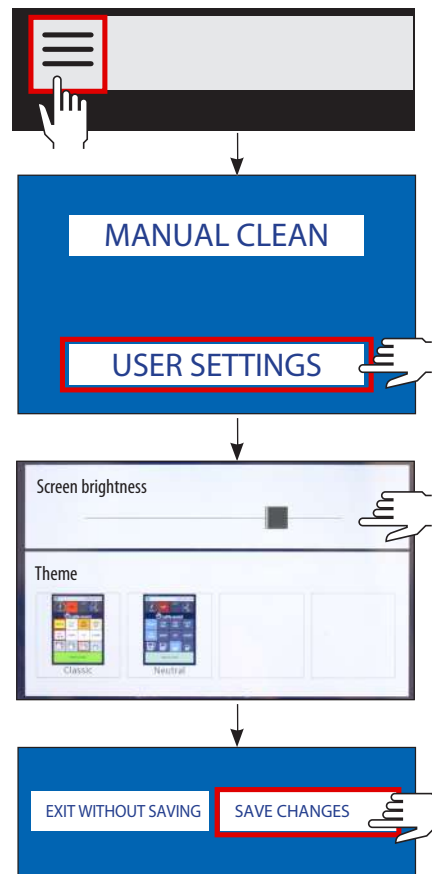 MANUAL CLEAN
USER SETTINGS
Screen brightness
Theme
Classic
Neutral
EXIT WITHOUT SAVING
SAVE CHANGES